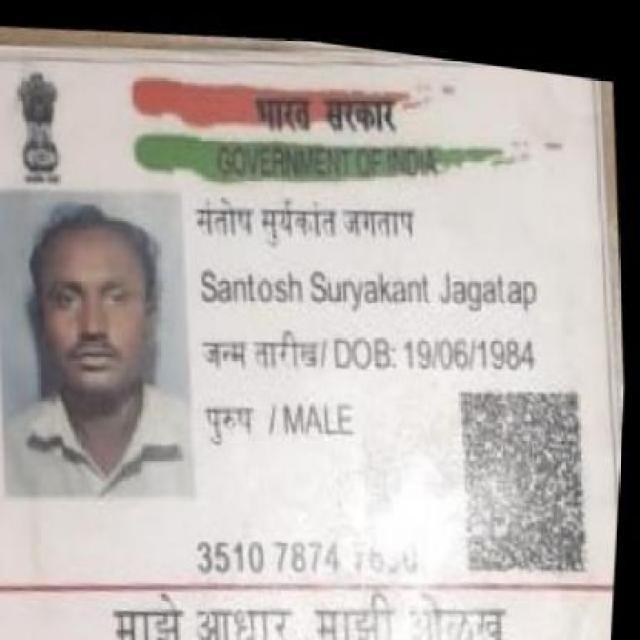 भारत सरकार
GOVERNMENT OF INDIA
संतोष सुर्यकांत जगताप
Santosh Suryakant Jagatap
जन्म तारीख/ DOB: 19/06/1984
पुरुष / MALE
3510 7874
माझे आधार, माझी ओळख